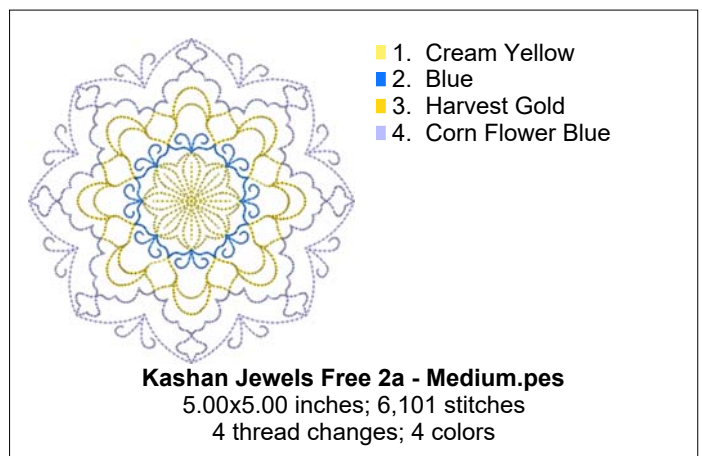 1. Cream Yellow
2. Blue
3. Harvest Gold
4. Corn Flower Blue
Kashan Jewels Free 2a - Medium.pes
5.00x5.00 inches; 6,101 stitches
4 thread changes; 4 colors